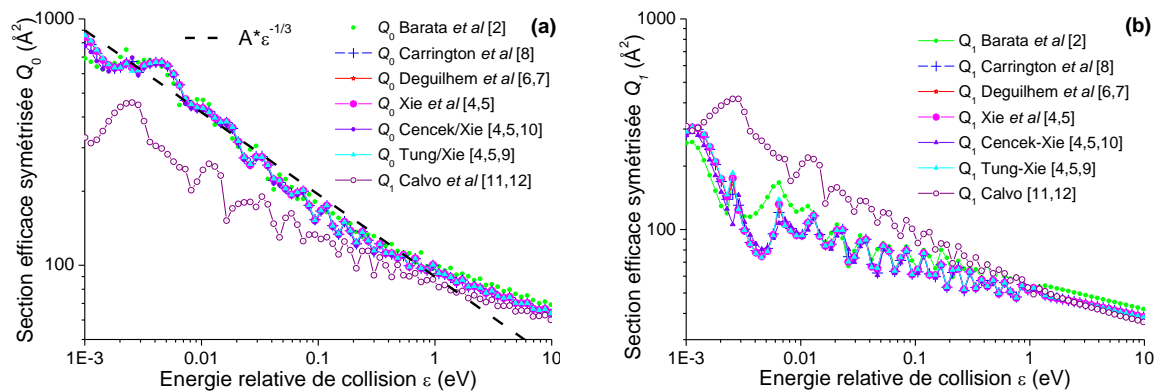 (a)
Section efficace symétrisée Q0 (Å2)
1000
100
A*ε-1/3
Q0 Barata et al [2]
Q0 Carrington et al [8]
Q0 Deguilhem et al [6,7]
Q0 Xie et al [4,5]
Q0 Cencek/Xie [4,5,10]
Q0 Tung/Xie [4,5,9]
Q1 Calvo et al [11,12]
1E-3 0.01 0.1 1 10
Energie relative de collision ε (eV)
(b)
Section efficace symétrisée Q1 (Å2)
1000
100
Q1 Barata et al [2]
Q1 Carrington et al [8]
Q1 Deguilhem et al [6,7]
Q1 Xie et al [4,5]
Q1 Cencek-Xie [4,5,10]
Q1 Tung-Xie [4,5,9]
Q1 Calvo [11,12]
1E-3 0.01 0.1 1 10
Energie relative de collision ε (eV)